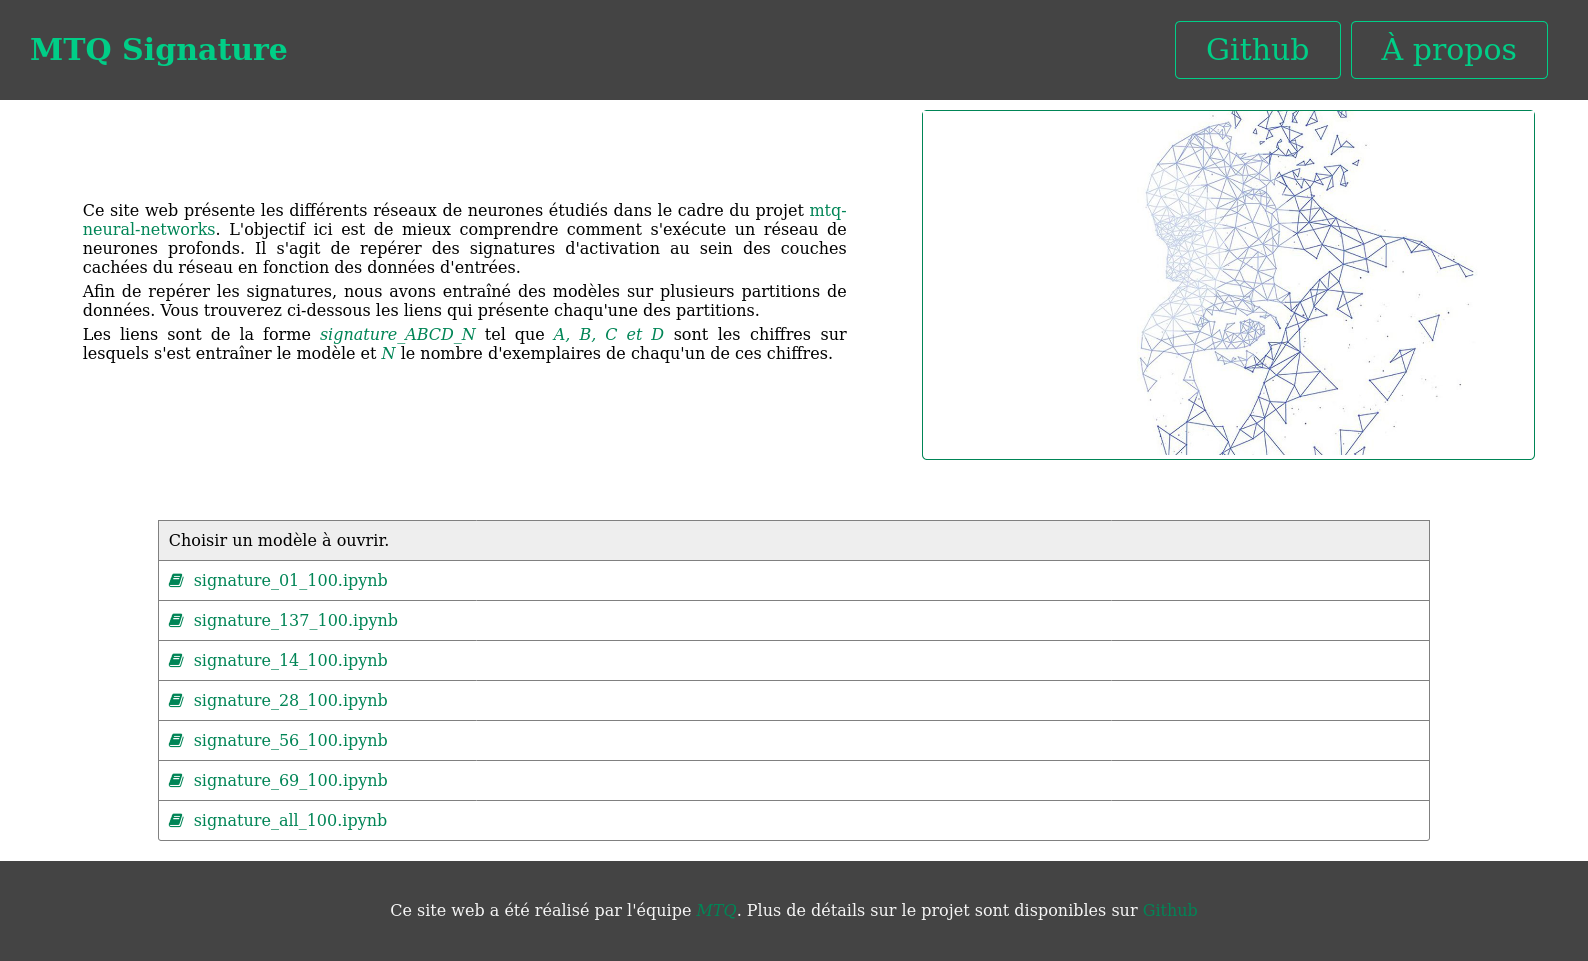 MTQ Signature
Github
À propos
Ce site web présente les différents réseaux de neurones étudiés dans le cadre du projet mtq-
neural-networks. L'objectif ici est de mieux comprendre comment s'exécute un réseau de
neurones profonds. Il s'agit de repérer des signatures d'activation au sein des couches
cachées du réseau en fonction des données d'entrées.
Afin de repérer les signatures, nous avons entraîné des modèles sur plusieurs partitions de
données. Vous trouverez ci-dessous les liens qui présente chaqu'une des partitions.
Les liens sont de la forme signature_ABCD_N tel que A, B, C et D sont les chiffres sur
lesquels s'est entraîner le modèle et N le nombre d'exemplaires de chaqu'un de ces chiffres.
Choisir un modèle à ouvrir.
signature_01_100.ipynb
signature_137_100.ipynb
signature_14_100.ipynb
signature_28_100.ipynb
signature_56_100.ipynb
signature_69_100.ipynb
signature_all_100.ipynb
Ce site web a été réalisé par l'équipe MTQ. Plus de détails sur le projet sont disponibles sur Github